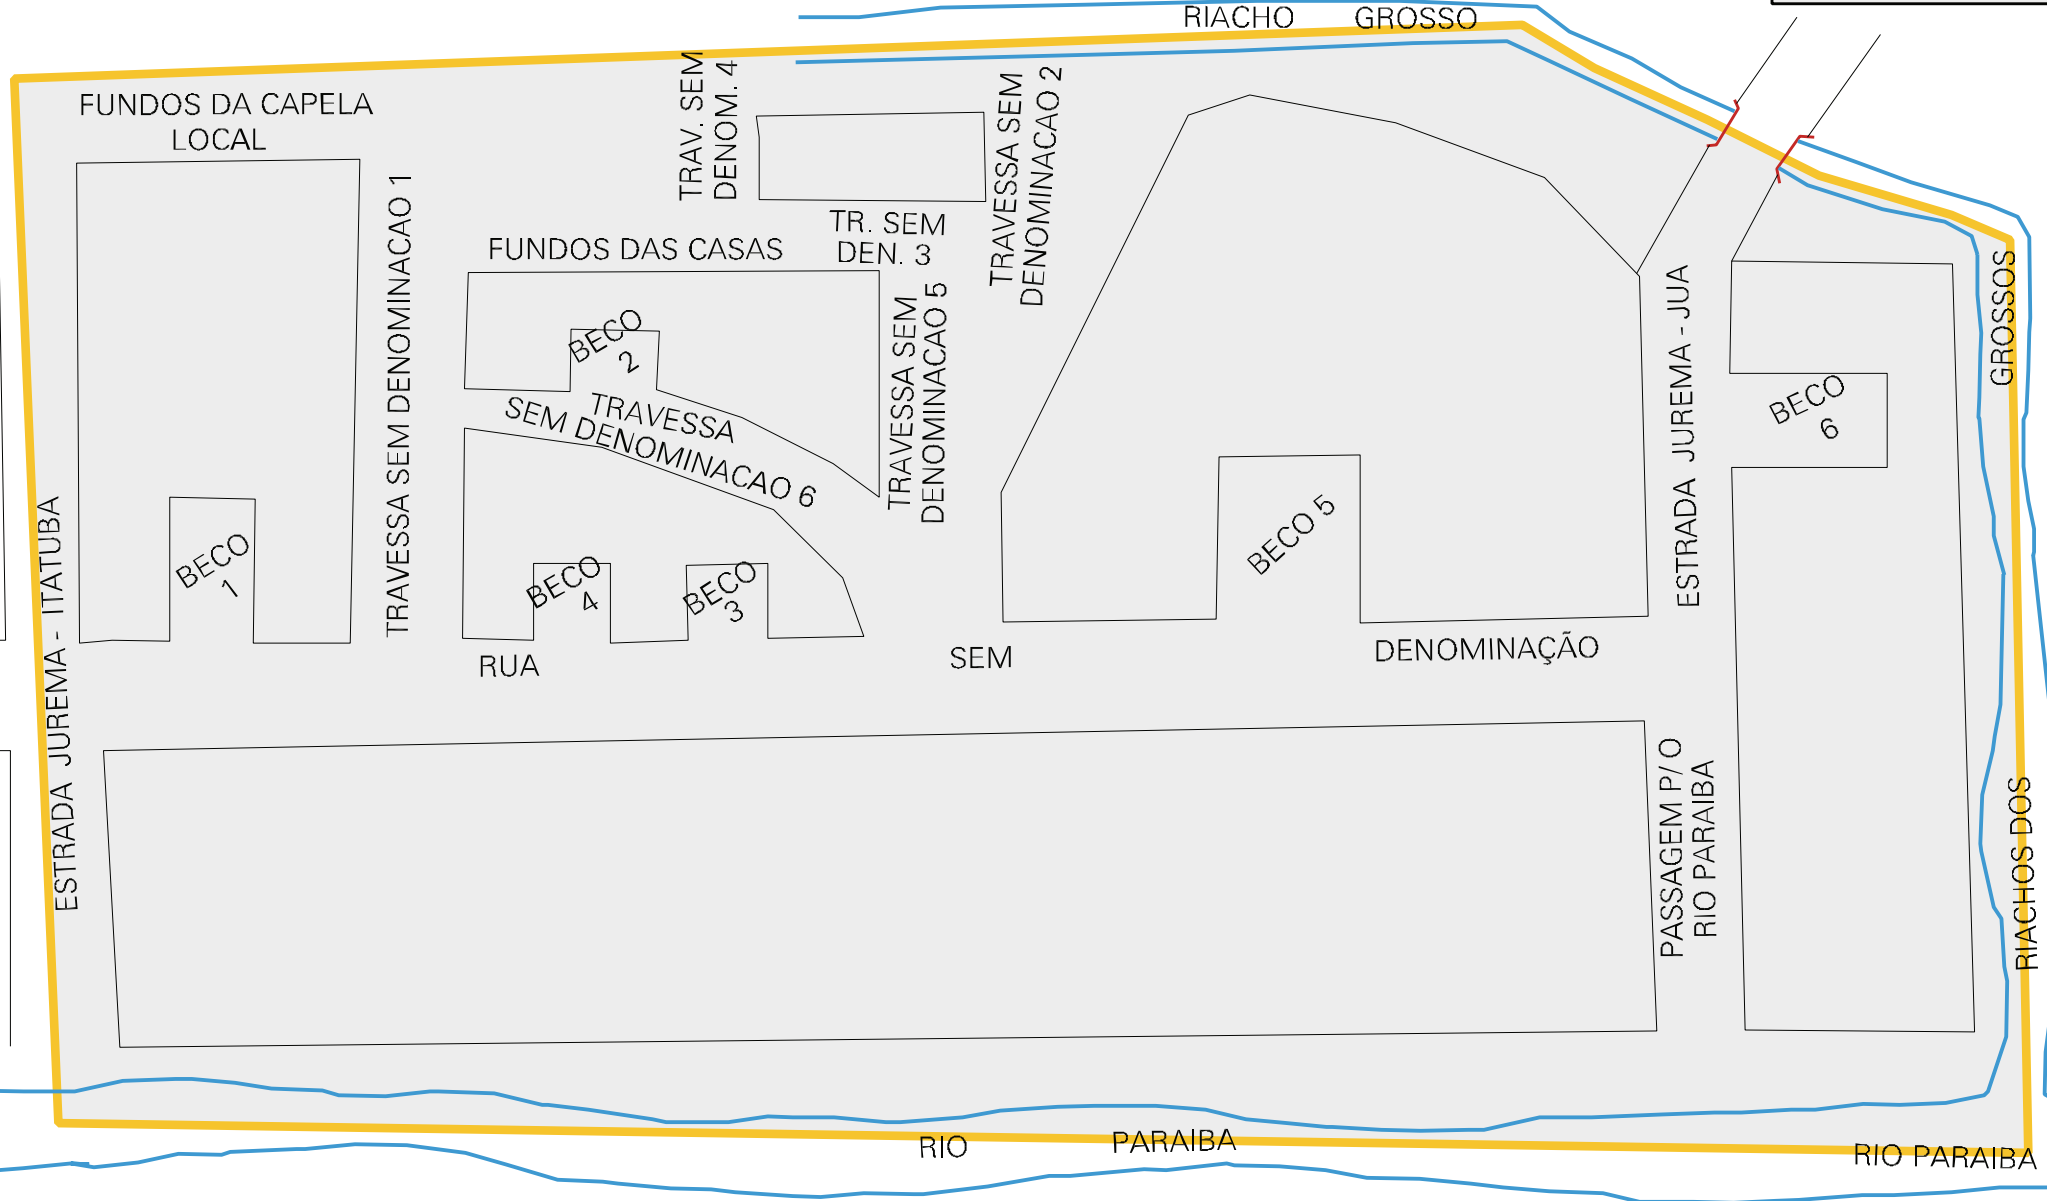 RIACHO GROSSO
FUNDOS DA CAPELA
LOCAL
TRAV. SEM
DENOM. 4
TRAVESSA SEM
DENOMINACAO 2
TR. SEM
DEN. 3
FUNDOS DAS CASAS
TRAVESSA SEM DENOMINACAO 1
BECO
2
TRAVESSA
SEM DENOMINACAO 6
TRAVESSA SEM
DENOMINACAO 5
ESTRADA JUREMA - JUA
GROSSOS
BECO
6
BECO 5
BECO
1
BECO
4
BECO
3
ESTRADA JUREMA - ITATUBA
RUA SEM DENOMINAÇÃO
PASSAGEM P/ O
RIO PARAIBA
RIACHOS DOS
RIO PARAIBA
RIO PARAIBA